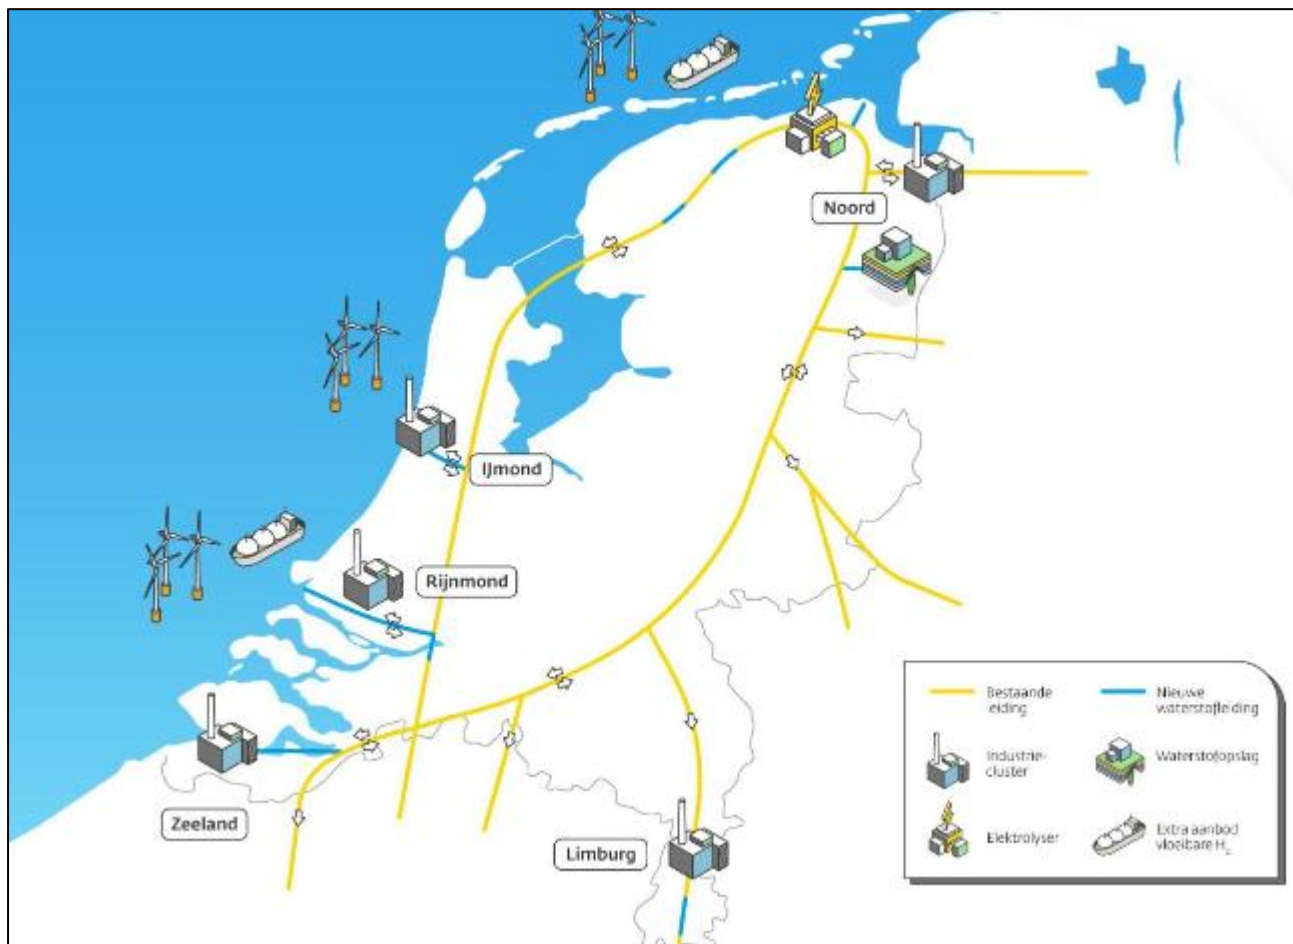 Noord
IJmond
Rijnmond
Zeeland
Limburg
Bestaande
leiding
Nieuwe
waterstofleiding
Industrie-
cluster
Waterstofopslag
Elektrolyser
Extra aanbod
vloeibare H₂